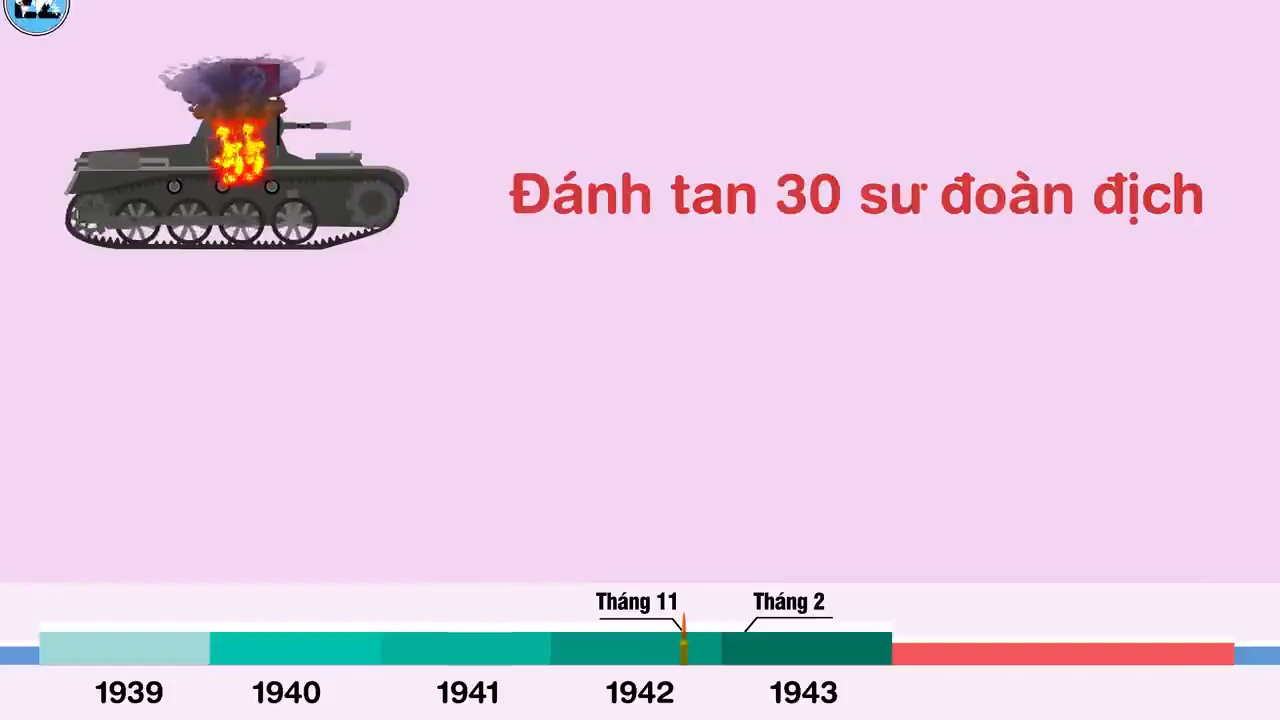 Đánh tan 30 sư đoàn địch
Tháng 11
Tháng 2
1939
1940
1941
1942
1943